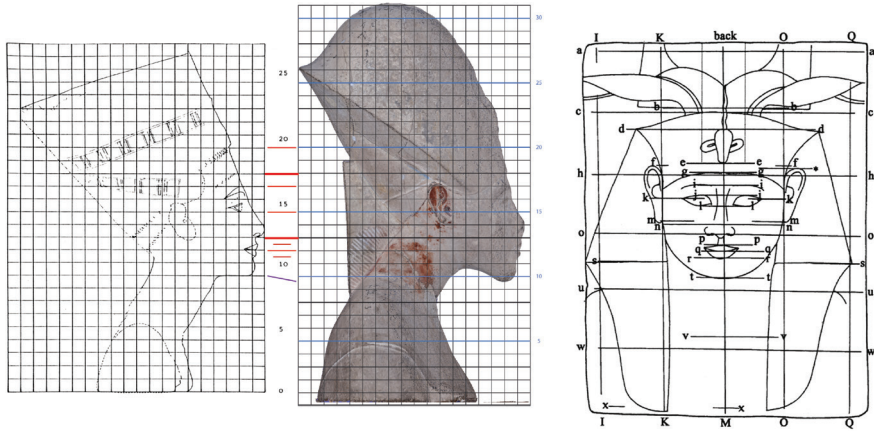 I K back O Q
a a
b b
c c
d d
e e
f f
g g
h h
i i
j j
k k
l l
m m
n n
o o
p p
q q
r r
s s
t t
u u
v v
w w
x x
I K M O Q
25
20
15
10
5
0
30
25
20
15
10
5